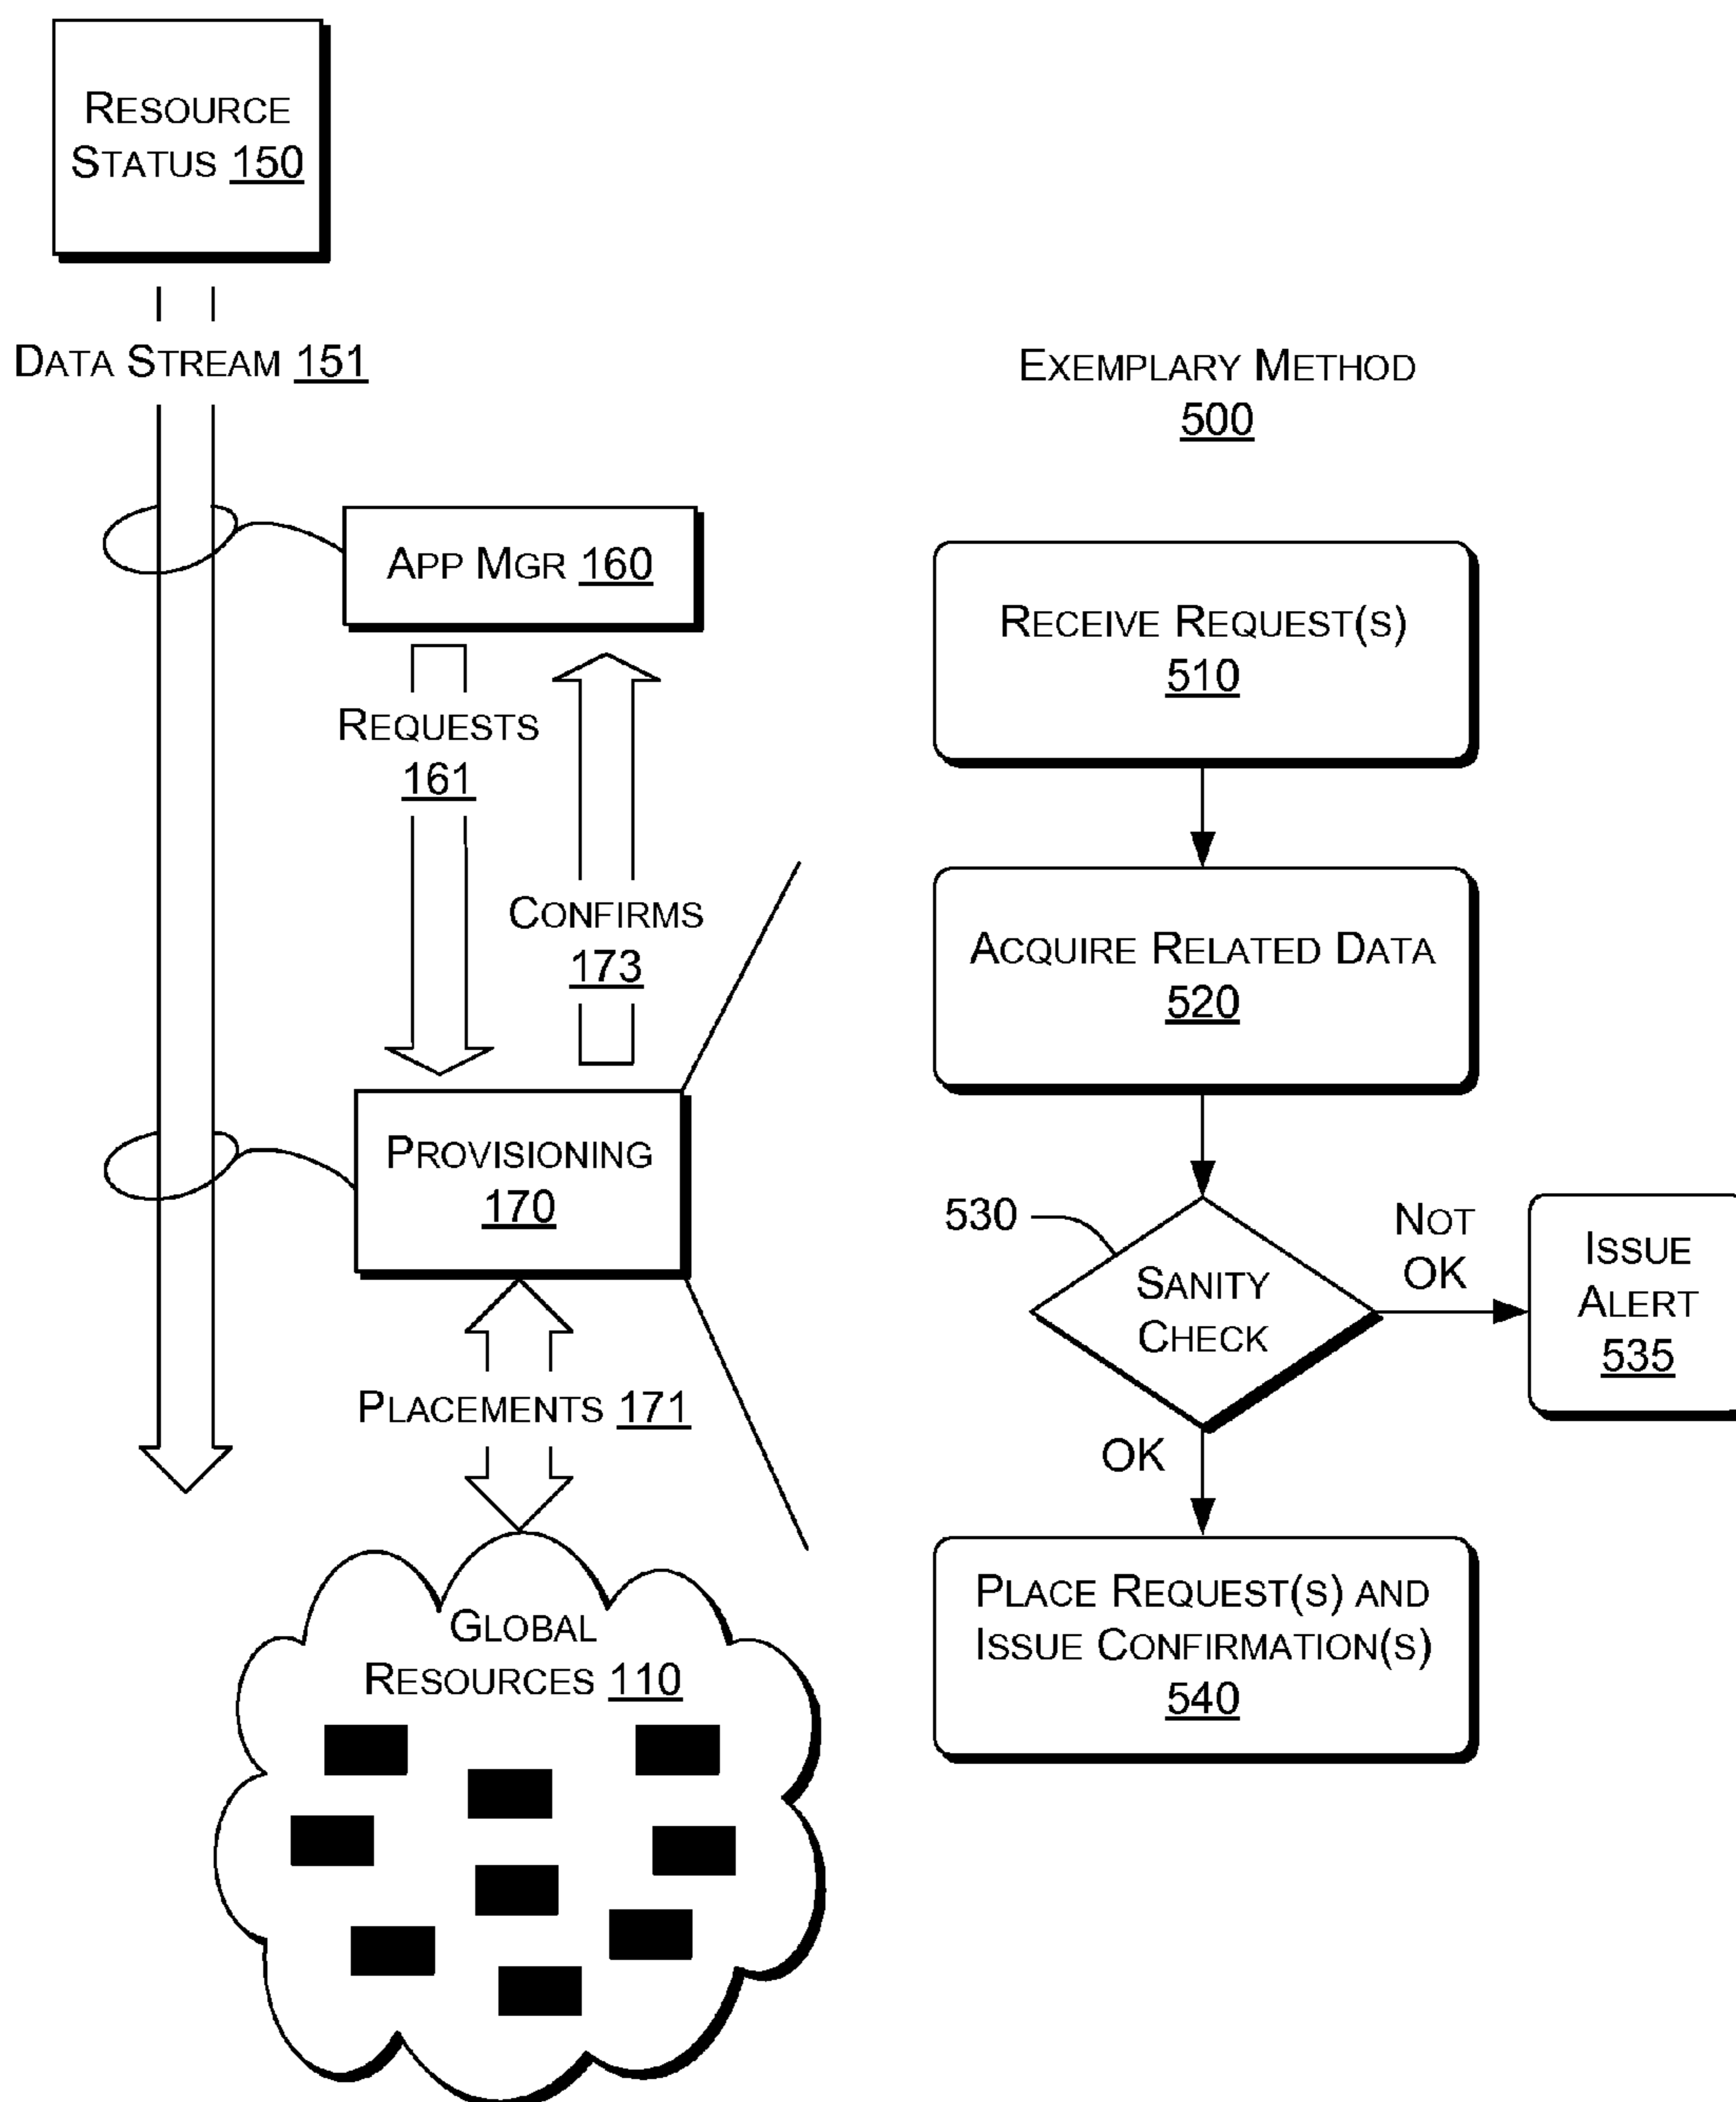 RESOURCE
STATUS 150
DATA STREAM 151
APP MGR 160
REQUESTS
161
CONFIRMS
173
PROVISIONING
170
PLACEMENTS 171
GLOBAL
RESOURCES 110
EXEMPLARY METHOD
500
RECEIVE REQUEST(S)
510
ACQUIRE RELATED DATA
520
530
SANITY
CHECK
NOT
OK
ISSUE
ALERT
535
OK
PLACE REQUEST(S) AND
ISSUE CONFIRMATION(S)
540